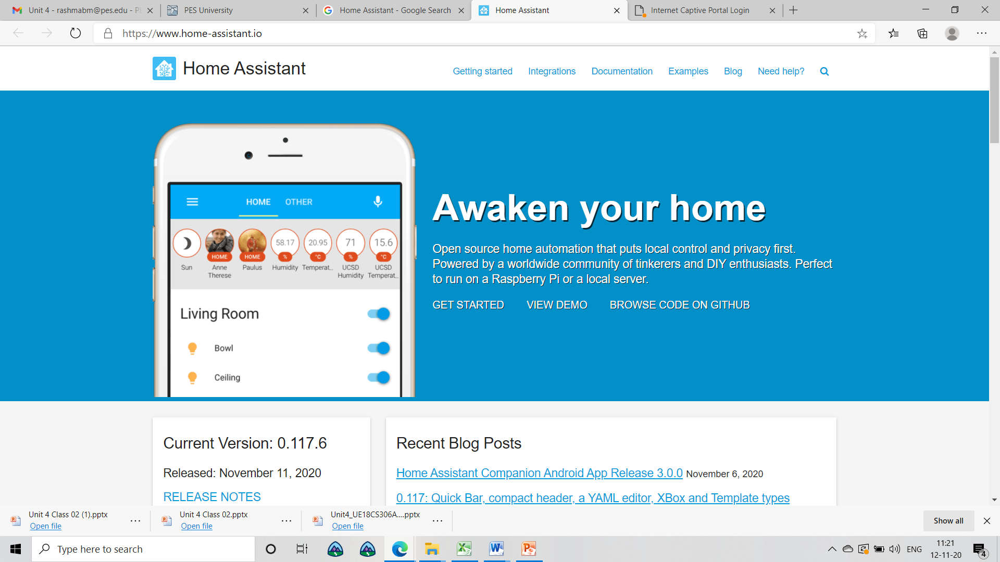 Unit 4 - rashmabm@pes.edu - PE
PES University
Home Assistant - Google Search
Home Assistant
Internet Captive Portal Login
https://www.home-assistant.io
Home Assistant
Getting started
Integrations
Documentation
Examples
Blog
Need help?
HOME
OTHER
58.17
20.95
71
15.6
HOME
HOME
%
°C
%
°C
Sun
Anne
Therese
Paulus
Humidity
Temperat...
UCSD
Humidity
UCSD
Temperat...
Living Room
Bowl
Ceiling
Awaken your home
Open source home automation that puts local control and privacy first.
Powered by a worldwide community of tinkerers and DIY enthusiasts. Perfect
to run on a Raspberry Pi or a local server.
GET STARTED
VIEW DEMO
BROWSE CODE ON GITHUB
Current Version: 0.117.6
Released: November 11, 2020
RELEASE NOTES
Recent Blog Posts
Home Assistant Companion Android App Release 3.0.0 November 6, 2020
0.117: Quick Bar, compact header, a YAML editor, XBox and Template types
Unit 4 Class 02 (1).pptx
Open file
Unit 4 Class 02.pptx
Open file
Unit4_UE18CS306A....pptx
Open file
Show all
Type here to search
ENG
11:21
12-11-20
4